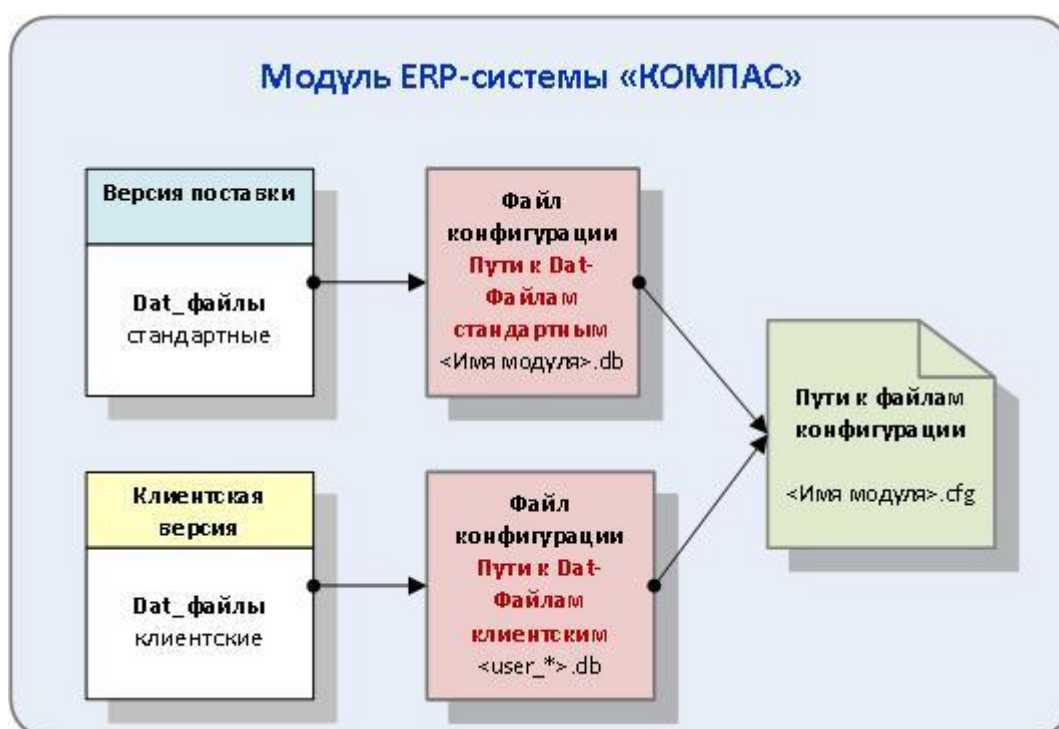 Модуль ERP-системы «КОМПАС»
Версия поставки
Dat_файлы
стандартные
Файл
конфигурации
Пути к Dat-
Файлам
стандартным
<Имя модуля>.db
Пути к файлам
конфигурации
<Имя модуля>.cfg
Клиентская
версия
Dat_файлы
клиентские
Файл
конфигурации
Пути к Dat-
Файлам
клиентским
<user_*>.db